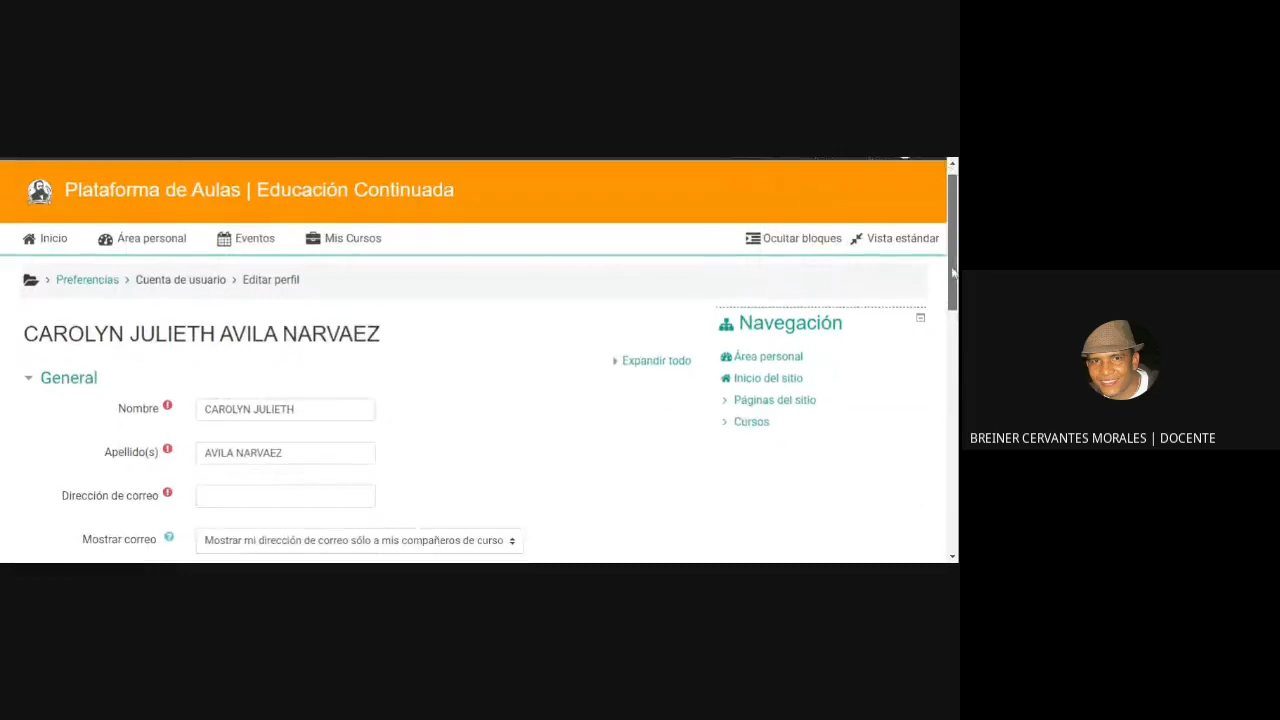 Plataforma de Aulas | Educación Continuada
Inicio Área personal Eventos Mis Cursos Ocultar bloques Vista estándar
> Preferencias > Cuenta de usuario > Editar perfil
CAROLYN JULIETH AVILA NARVAEZ
Expandir todo
General
Nombre CAROLYN JULIETH
Apellido(s) AVILA NARVAEZ
Dirección de correo
Mostrar correo Mostrar mi dirección de correo sólo a mis compañeros de curso
Navegación
Área personal
Inicio del sitio
> Páginas del sitio
> Cursos
BREINER CERVANTES MORALES | DOCENTE